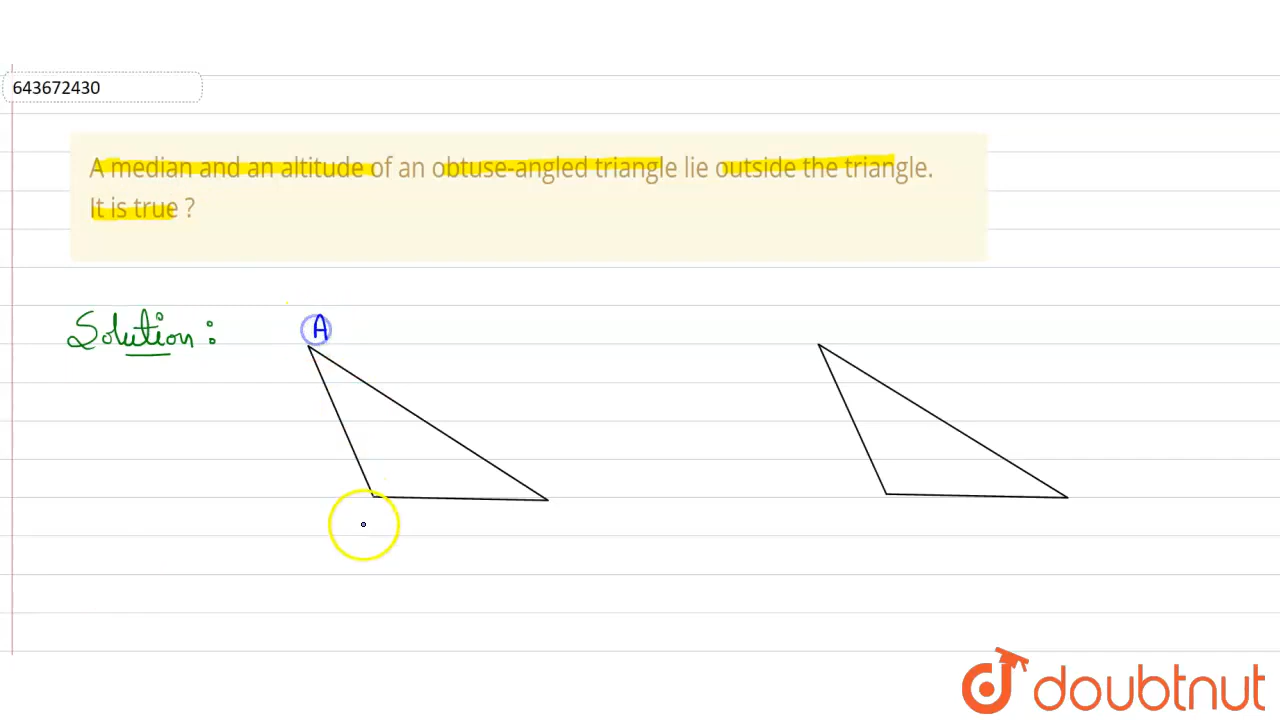 643672430
A median and an altitude of an obtuse-angled triangle lie outside the triangle.
It is true ?
Solution :
A
doubtnut